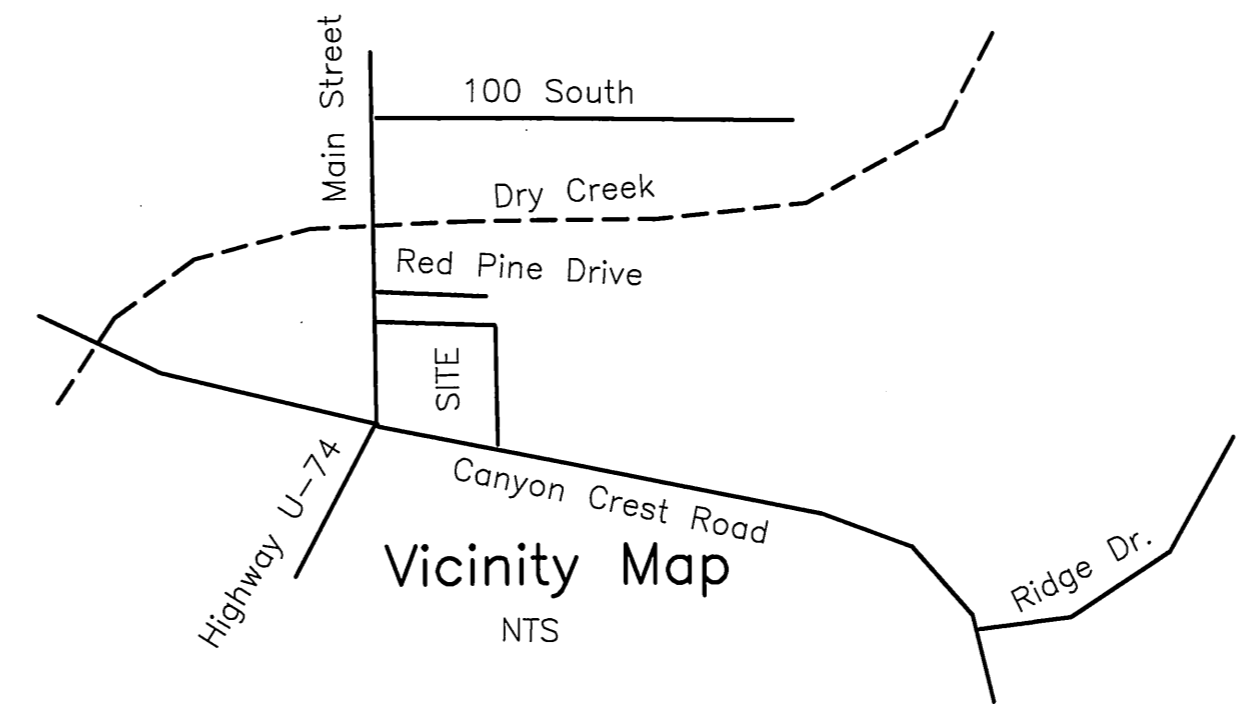 Main Street
100 South
Dry Creek
Red Pine Drive
SITE
Highway U-74
Canyon Crest Road
Vicinity Map
NTS
Ridge Dr.